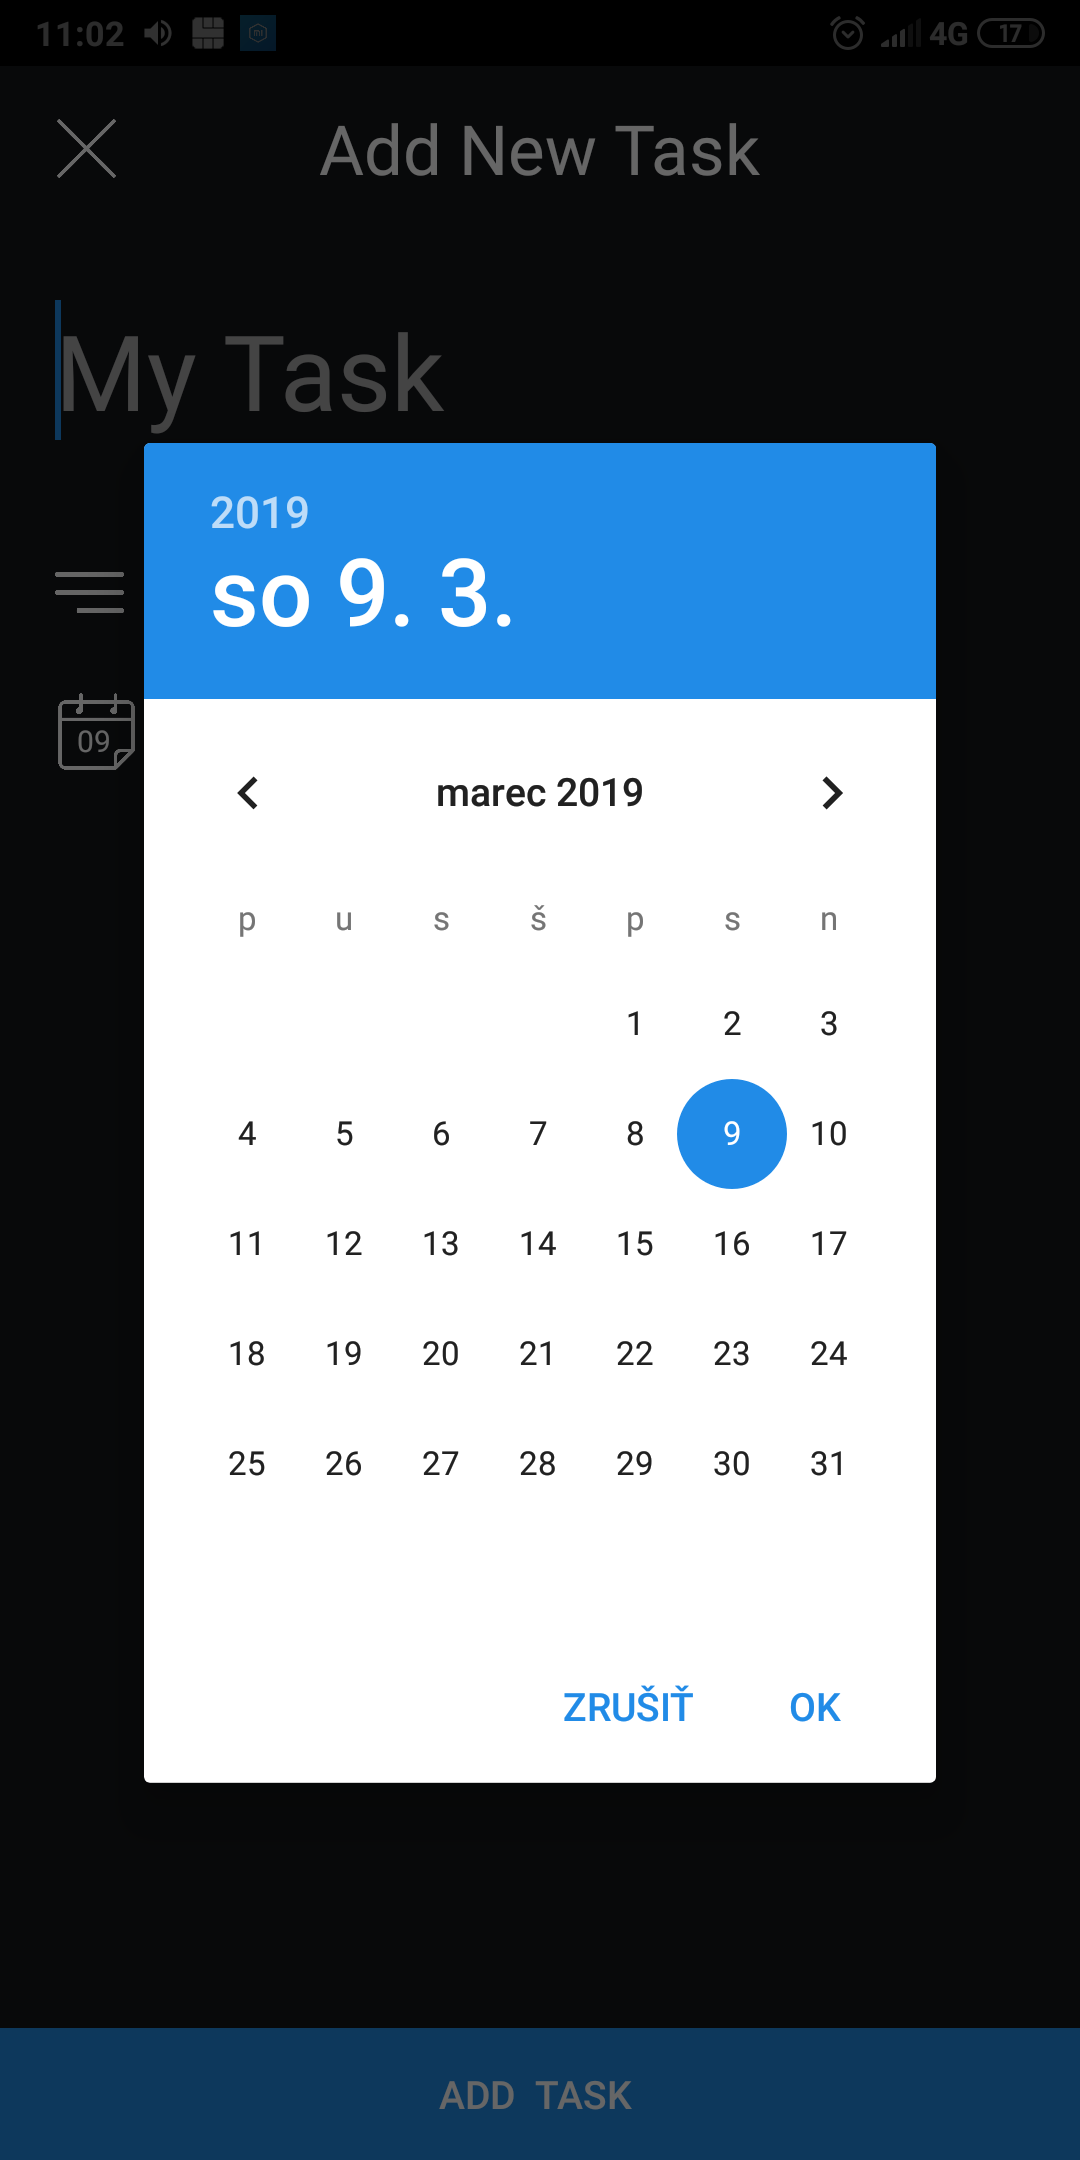 11:02 4G 17
Add New Task
My Task
2019
so 9. 3.
09
marec 2019
p u s š p s n
1 2 3
4 5 6 7 8 9 10
11 12 13 14 15 16 17
18 19 20 21 22 23 24
25 26 27 28 29 30 31
ZRUŠIŤ OK
ADD TASK